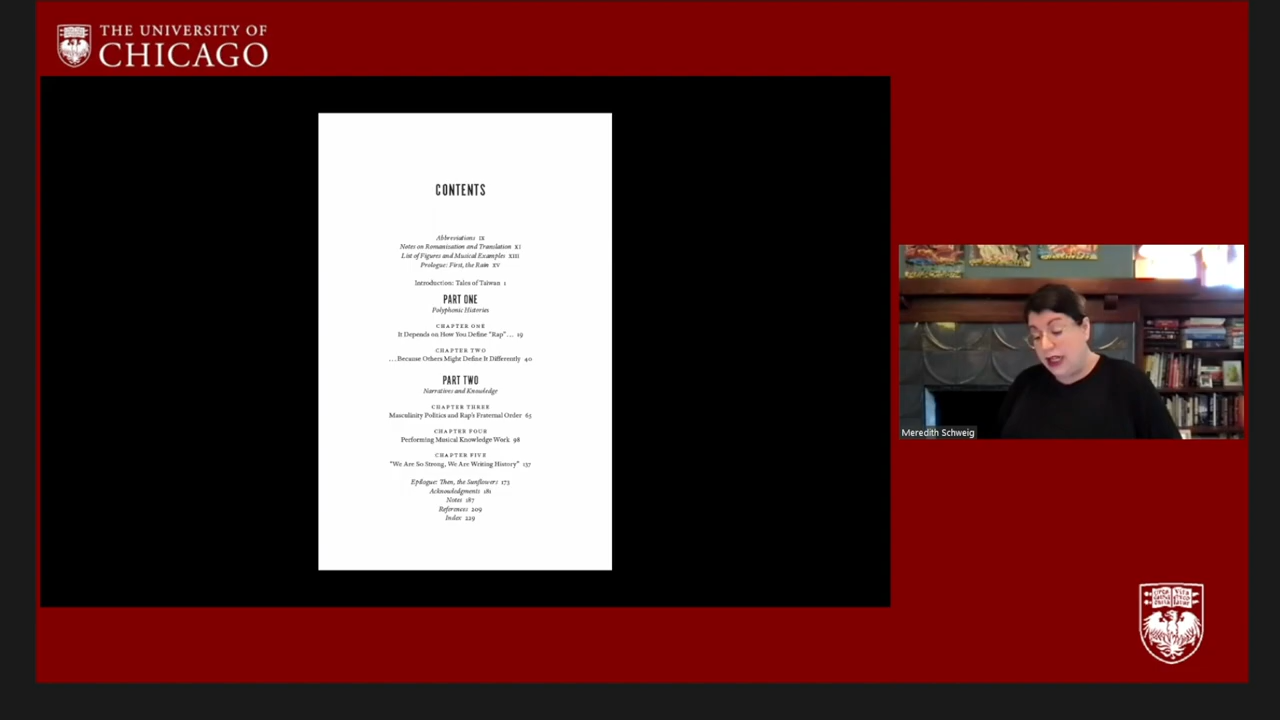 THE UNIVERSITY OF
CHICAGO
CONTENTS
Abbreviations IX
Notes on Romanization and Translation XI
List of Figures and Musical Examples XIII
Prologue: First, the Rain XV
Introduction: Tales of Taiwan 1
PART ONE
Polyphonic Histories
CHAPTER ONE
It Depends on How You Define "Rap"... 19
CHAPTER TWO
...Because Others Might Define It Differently 40
PART TWO
Narratives and Knowledge
CHAPTER THREE
Masculinity Politics and Rap's Fraternal Order 65
CHAPTER FOUR
Performing Musical Knowledge Work 98
CHAPTER FIVE
"We Are So Strong, We Are Writing History" 137
Epilogue: Then, the Sunflowers 173
Acknowledgments 181
Notes 187
References 209
Index 229
Meredith Schweig